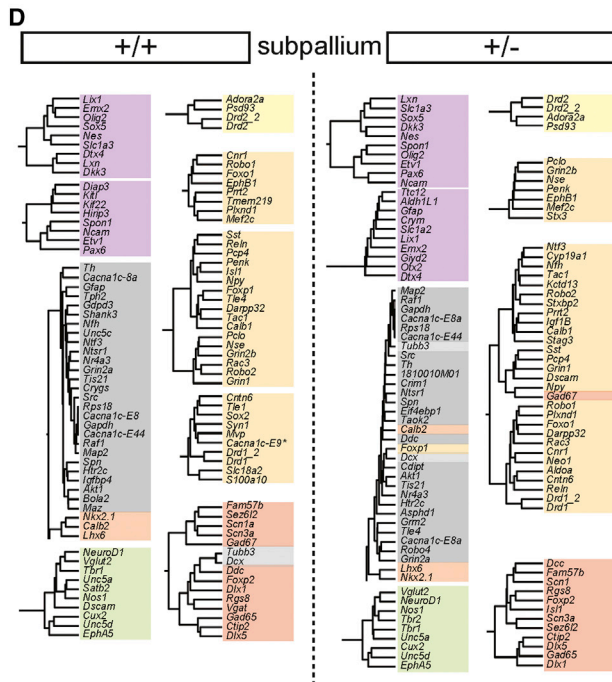 D
+/+ subpallium +/-
Lix1
Emx2
Olig2
Sox5
Nes
Slc1a3
Dtx4
Lxn
Dkk3
Diap3
Kitl
Kif22
Hirip3
Spon1
Ncam
Etv1
Pax6
Th
Cacna1c-8a
Gfap
Tph2
Gdpd3
Shank3
Nfh
Unc5c
Ntf3
Ntsr1
Nr4a3
Grin2a
Tis21
Crygs
Src
Rps18
Cacna1c-E8
Gapdh
Cacna1c-E44
Raf1
Map2
Spn
Htr2c
Igfbp4
Akt1
Bola2
Maz
Nkx2.1
Calb2
Lhx6
NeuroD1
Vglut2
Tbr1
Unc5a
Satb2
Nos1
Dscam
Cux2
Unc5d
EphA5
Adora2a
Psd93
Drd2_2
Drd2
Cnr1
Robo1
Foxo1
EphB1
Prrt2
Tmem219
Plxnd1
Mef2c
Sst
Reln
Pcp4
Penk
Isl1
Npy
Foxp1
Tle4
Darpp32
Tac1
Calb1
Pclo
Nse
Grin2b
Rac3
Robo2
Grin1
Cntn6
Tle1
Sox2
Syn1
Mvp
Cacna1c-E9*
Drd1_2
Drd1
Slc18a2
S100a10
Fam57b
Sez6l2
Scn1a
Scn3a
Gad67
Tubb3
Dcx
Ddc
Foxp2
Dlx1
Rgs8
Vgat
Gad65
Ctip2
Dlx5
Lxn
Slc1a3
Sox5
Dkk3
Nes
Spon1
Olig2
Etv1
Pax6
Ncam
Ttc12
Aldh1L1
Gfap
Crym
Slc1a2
Lix1
Emx2
Giyd2
Otx2
Dtx4
Map2
Raf1
Gapdh
Cacna1c-E8a
Rps18
Cacna1c-E44
Tubb3
Src
Th
1810010M01
Crim1
Ntsr1
Spn
Eif4ebp1
Taok2
Calb2
Ddc
Foxp1
Dcx
Cdipt
Akt1
Tis21
Nr4a3
Htr2c
Asphd1
Grm2
Tle4
Cacna1c-E8a
Robo4
Grin2a
Lhx6
Nkx2.1
Vglut2
NeuroD1
Nos1
Tbr2
Tbr1
Unc5a
Cux2
Unc5d
EphA5
Drd2
Drd2_2
Adora2a
Psd93
Pclo
Grin2b
Nse
Penk
EphB1
Mef2c
Stx3
Ntf3
Cyp19a1
Nfh
Tac1
Kctd13
Robo2
Stxbp2
Prrt2
Igf1B
Calb1
Stag3
Sst
Pcp4
Grin1
Dscam
Npy
Gad67
Robo1
Plxnd1
Foxo1
Darpp32
Rac3
Cnr1
Neo1
Aldoa
Cntn6
Reln
Drd1_2
Drd1
Dcc
Fam57b
Scn1
Rgs8
Foxp2
Isl1
Scn3a
Sez6l2
Ctip2
Dlx5
Gad65
Dlx1